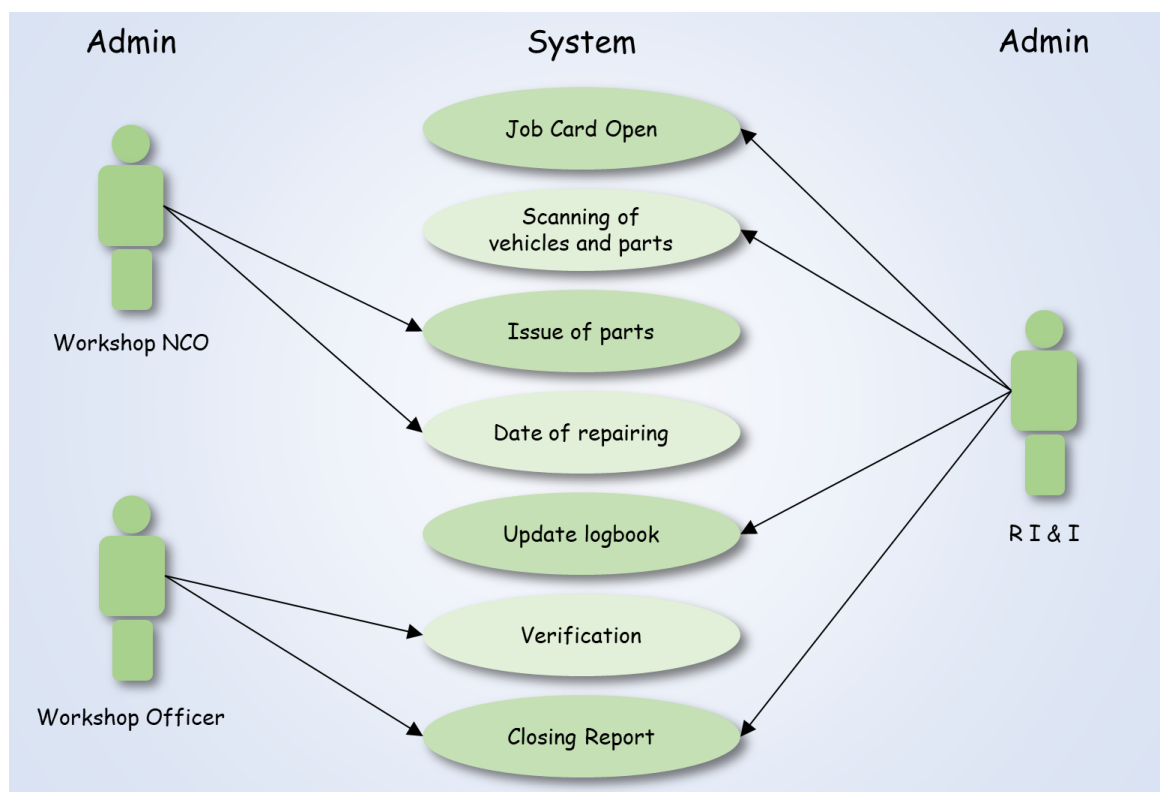 Admin
System
Admin
Job Card Open
Scanning of
vehicles and parts
Issue of parts
Workshop NCO
Date of repairing
Update logbook
R I & I
Verification
Workshop Officer
Closing Report